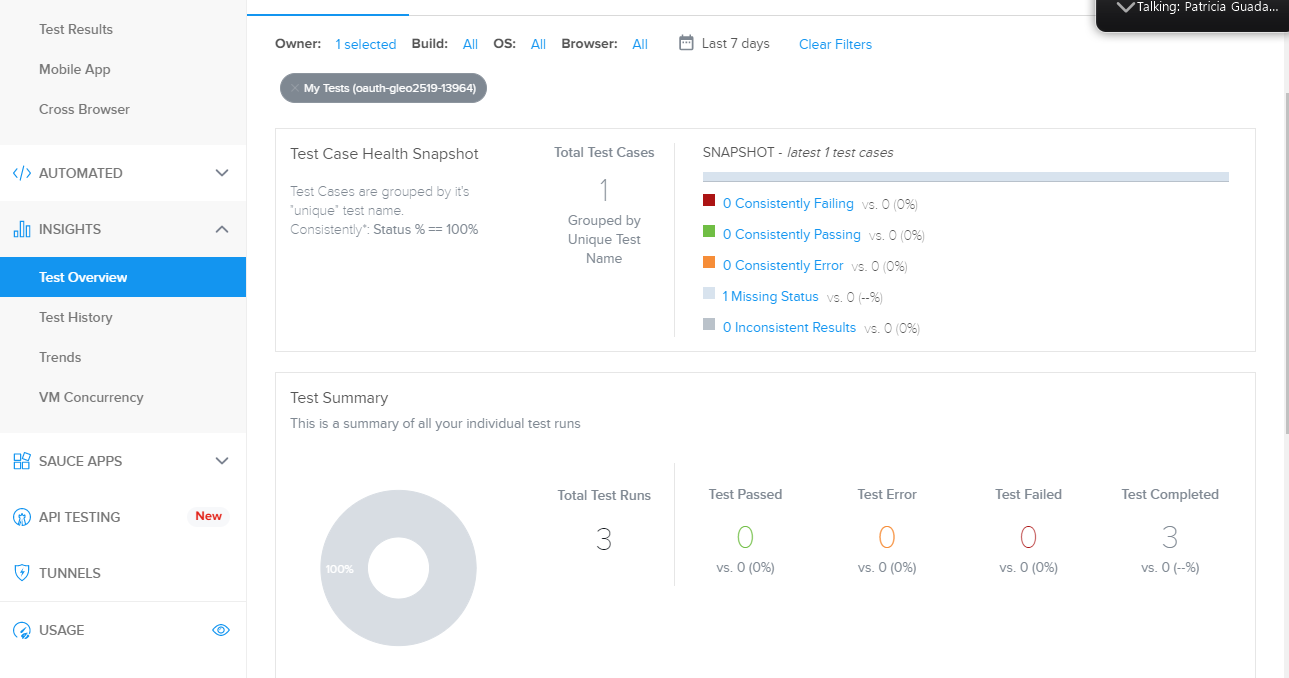 Talking: Patricia Guada...
Test Results
Mobile App
Cross Browser
</> AUTOMATED
INSIGHTS
Test Overview
Test History
Trends
VM Concurrency
SAUCE APPS
API TESTING New
TUNNELS
USAGE
Owner: 1 selected Build: All OS: All Browser: All Last 7 days Clear Filters
× My Tests (oauth-gleo2519-13964)
Test Case Health Snapshot
Test Cases are grouped by it's
"unique" test name.
Consistently*: Status % == 100%
Total Test Cases
1
Grouped by
Unique Test
Name
SNAPSHOT - latest 1 test cases
0 Consistently Failing vs. 0 (0%)
0 Consistently Passing vs. 0 (0%)
0 Consistently Error vs. 0 (0%)
1 Missing Status vs. 0 (--%)
0 Inconsistent Results vs. 0 (0%)
Test Summary
This is a summary of all your individual test runs
100%
Total Test Runs
3
Test Passed
0
vs. 0 (0%)
Test Error
0
vs. 0 (0%)
Test Failed
0
vs. 0 (0%)
Test Completed
3
vs. 0 (--%)